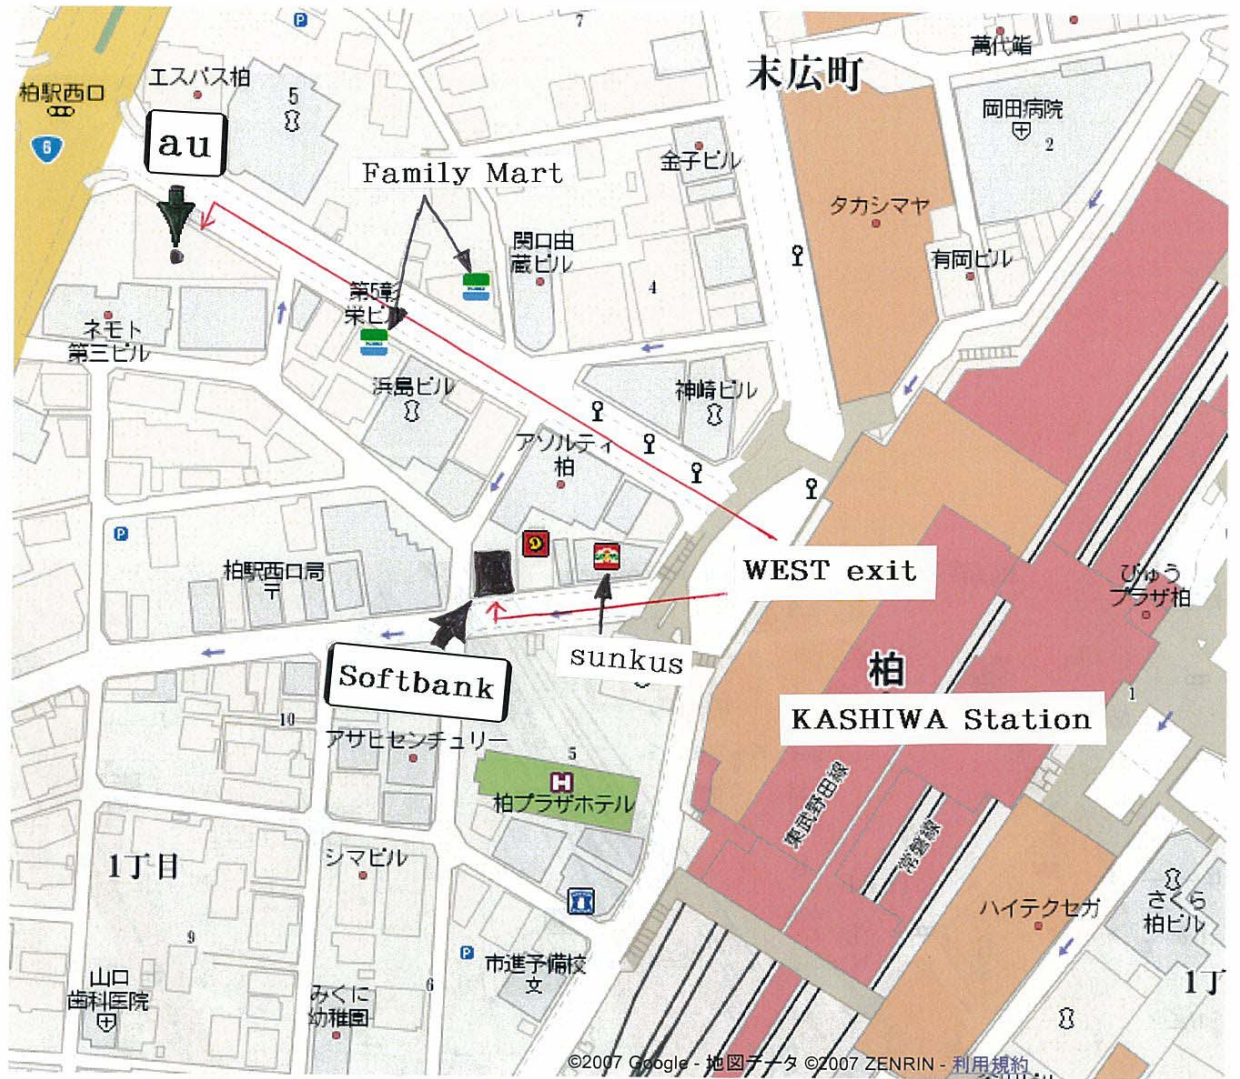 7
末広町
萬代鮨
柏駅西口
エスパス柏
5
岡田病院
2
6
au
Family Mart
金子ビル
タカシマヤ
関口由
蔵ビル
有岡ビル
4
第5彰
栄ビル
ネモト
第三ビル
浜島ビル
神崎ビル
アソルティ
柏
P
柏駅西口局
WEST exit
びゅう
プラザ柏
sunkus
柏
Softbank
KASHIWA Station
1
10
アサヒセンチュリー
5
H
柏プラザホテル
東武野田線
常磐線
1丁目
シマビル
ハイテクセガ
さくら
柏ビル
9
P
市進予備校
文
山口
歯科医院
6
みくに
幼稚園
1丁
©2007 Google - 地図データ ©2007 ZENRIN - 利用規約